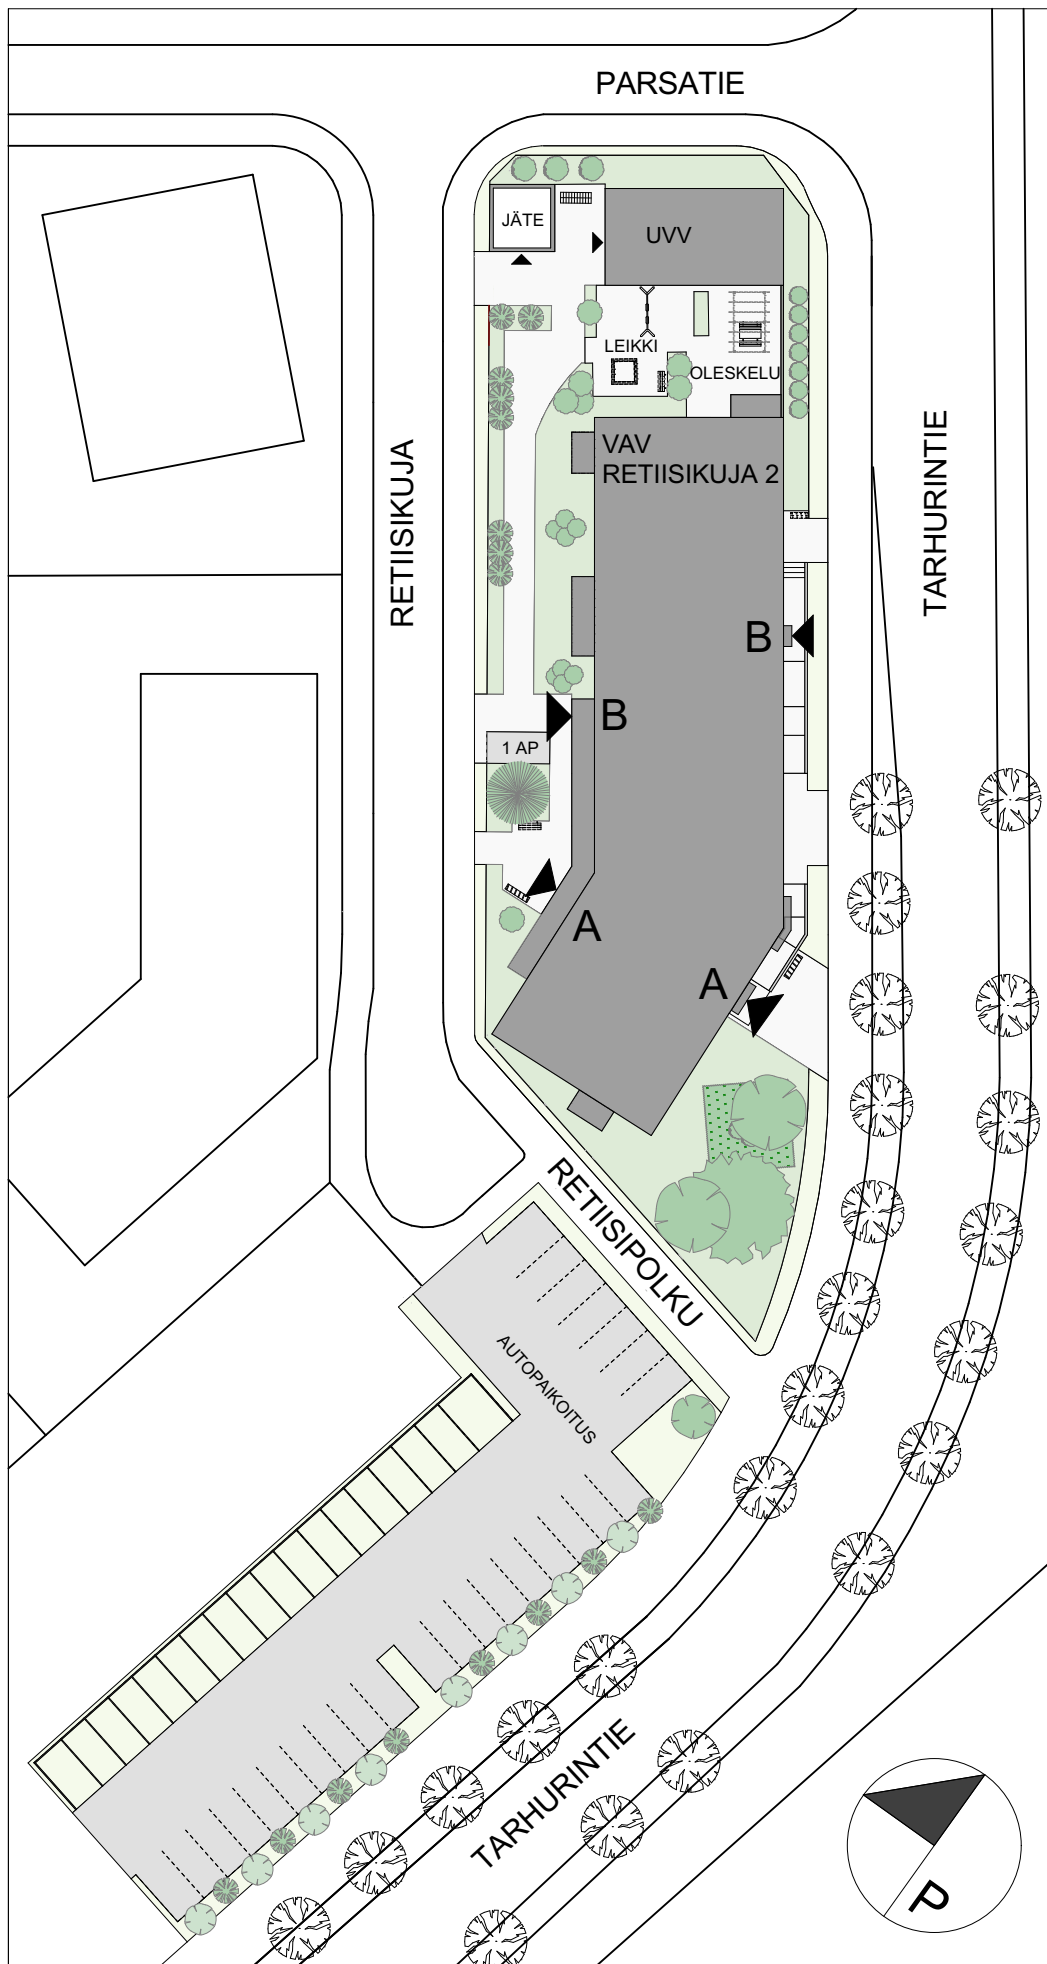 PARSATIE
JÄTE
UVV
LEIKKI
OLESKELU
VAV
RETIISIKUJA 2
RETIISIKUJA
TARHURINTIE
B
B
1 AP
A
A
RETIISIPOLKU
AUTOPAIKOITUS
TARHURINTIE
P